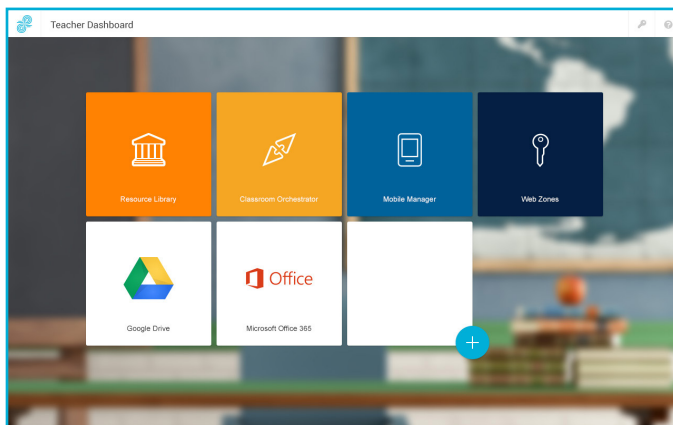 Teacher Dashboard
Resource Library
Classroom Orchestrator
Mobile Manager
Web Zones
Office
Google Drive
Microsoft Office 365